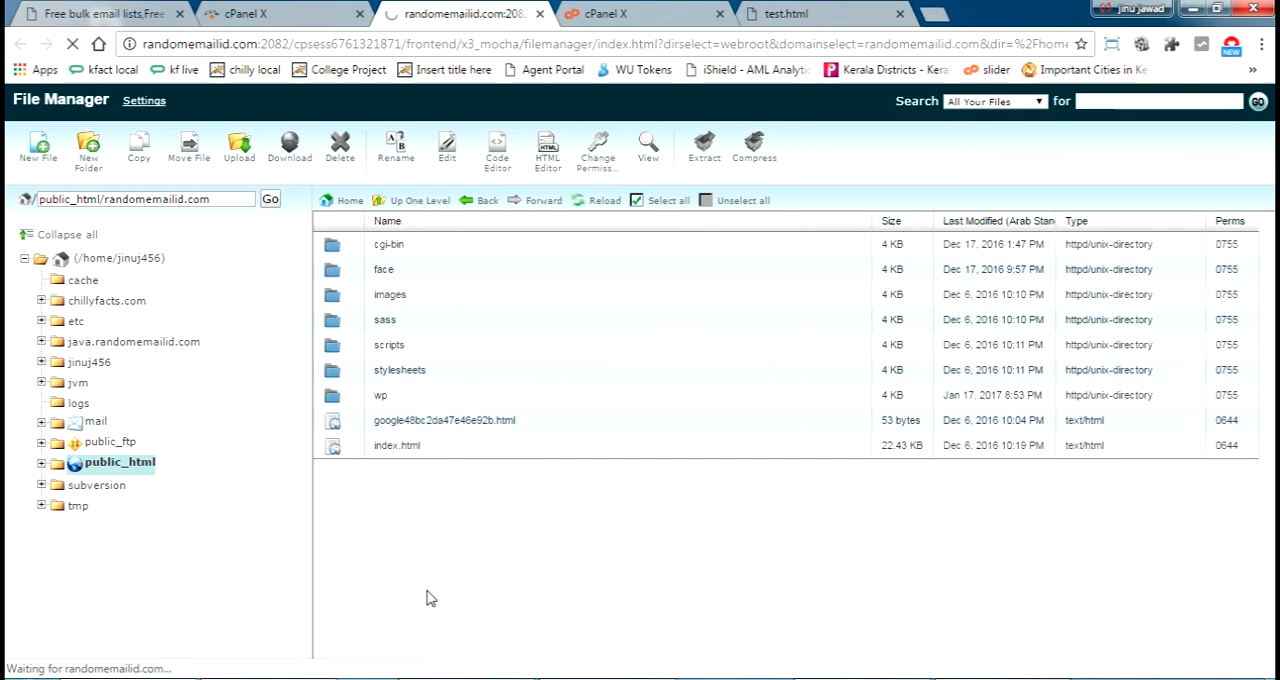 Free bulk email lists,Free
cPanel X
randomemailid.com:208
cPanel X
test.html
jinu jawad
randomemailid.com:2082/cpsess6761321871/frontend/x3_mocha/filemanager/index.html?dirselect=webroot&domainselect=randomemailid.com&dir=%2Fhome
Apps kfact local kf live chilly local College Project Insert title here Agent Portal WU Tokens iShield - AML Analytic Kerala Districts - Kera slider Important Cities in Ke »
NEW
File Manager Settings
Search All Your Files for GO
New File
New Folder
Copy
Move File
Upload
Download
Delete
Rename
Edit
Code Editor
HTML Editor
Change Permiss...
View
Extract
Compress
/public_html/randomemailid.com Go
Home Up One Level Back Forward Reload Select all Unselect all
Collapse all
(/home/jinuj456)
cache
chillyfacts.com
etc
java.randomemailid.com
jinuj456
jvm
logs
mail
public_ftp
public_html
subversion
tmp
Name Size Last Modified (Arab Stan Type Perms
cgi-bin 4 KB Dec 17, 2016 1:47 PM httpd/unix-directory 0755
face 4 KB Dec 17, 2016 9:57 PM httpd/unix-directory 0755
images 4 KB Dec 6, 2016 10:10 PM httpd/unix-directory 0755
sass 4 KB Dec 6, 2016 10:10 PM httpd/unix-directory 0755
scripts 4 KB Dec 6, 2016 10:11 PM httpd/unix-directory 0755
stylesheets 4 KB Dec 6, 2016 10:11 PM httpd/unix-directory 0755
wp 4 KB Jan 17, 2017 8:53 PM httpd/unix-directory 0755
google48bc2da47e46e92b.html 53 bytes Dec 6, 2016 10:04 PM text/html 0644
index.html 22.43 KB Dec 6, 2016 10:19 PM text/html 0644
Waiting for randomemailid.com...